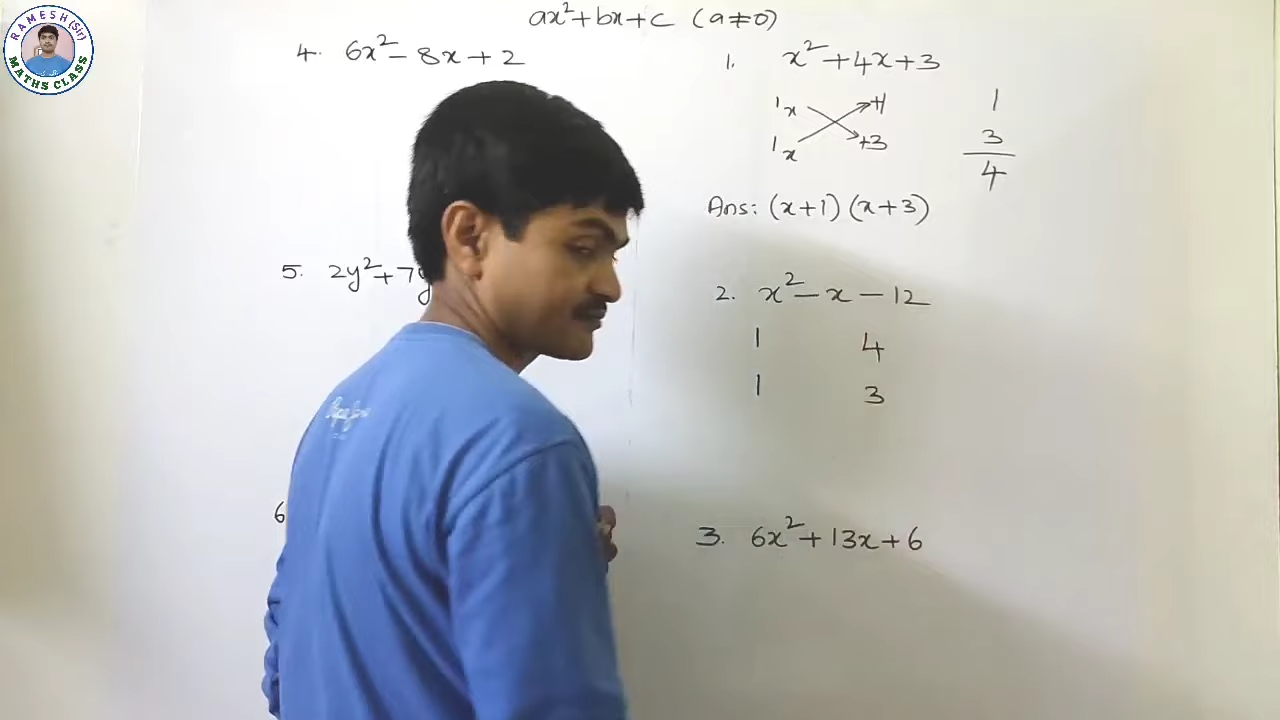 RAMESH (Sir)
MATHS CLASS
ax²+bx+c (a≠0)
4. 6x²-8x+2
5. 2y²+7y
6
1. x²+4x+3
1x +1 1
1x +3 3
4
Ans: (x+1)(x+3)
2. x²-x-12
1 4
1 3
3. 6x²+13x+6